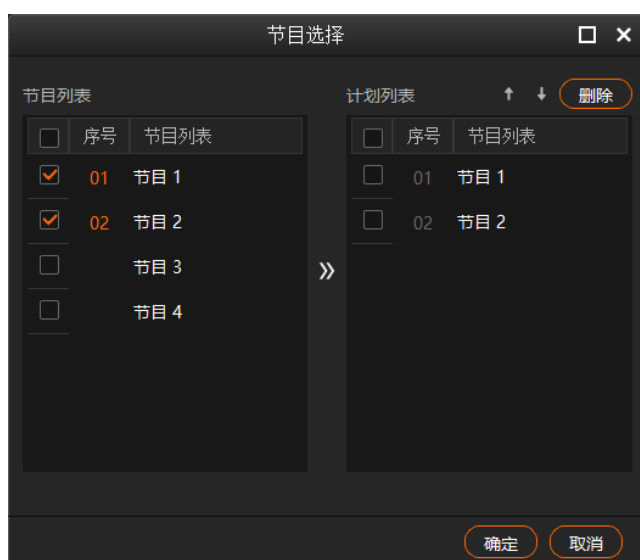 节目选择
节目列表
序号 节目列表
01 节目 1
02 节目 2
节目 3
节目 4
»
计划列表 删除
序号 节目列表
01 节目 1
02 节目 2
确定 取消